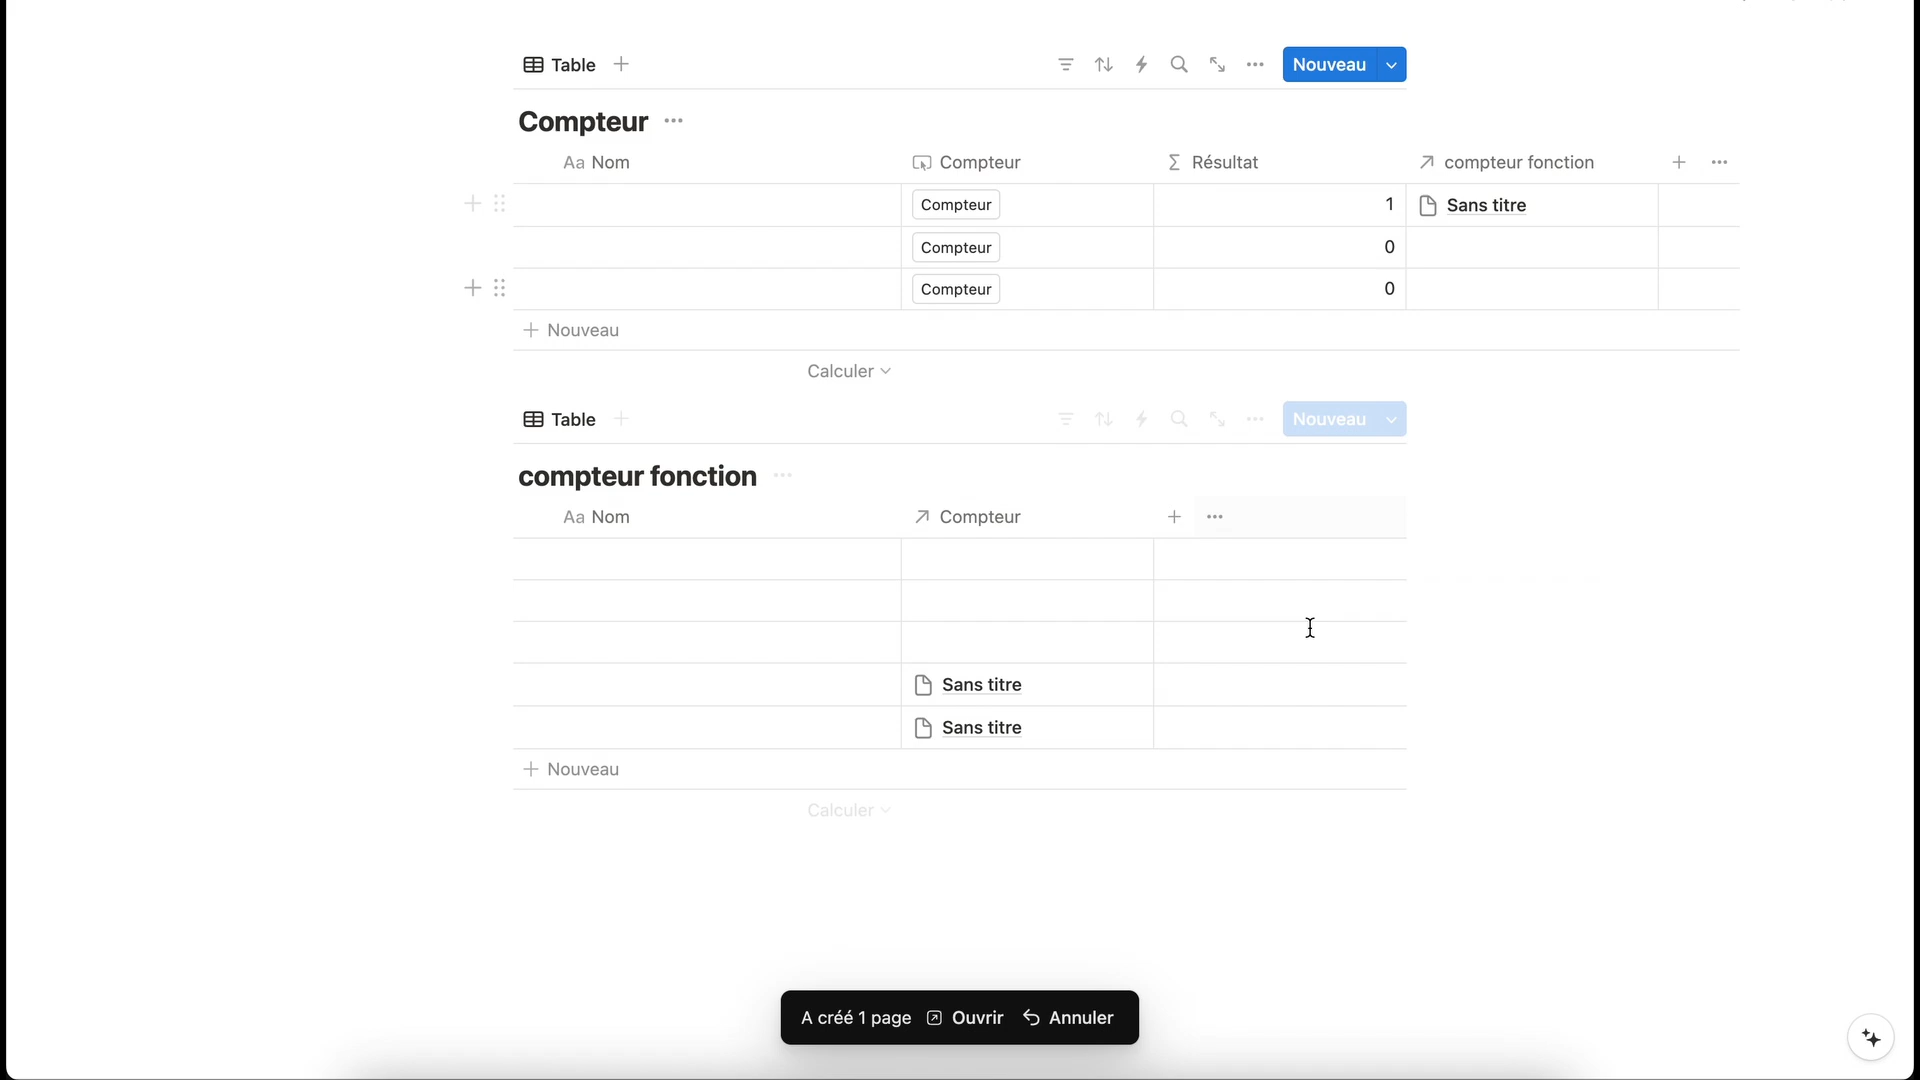 Table
Nouveau
Compteur
Aa Nom Compteur Σ Résultat compteur fonction
Compteur 1 Sans titre
Compteur 0
Compteur 0
Nouveau
Calculer
Table
Nouveau
compteur fonction
Aa Nom Compteur
Sans titre
Sans titre
Nouveau
Calculer
A créé 1 page Ouvrir Annuler